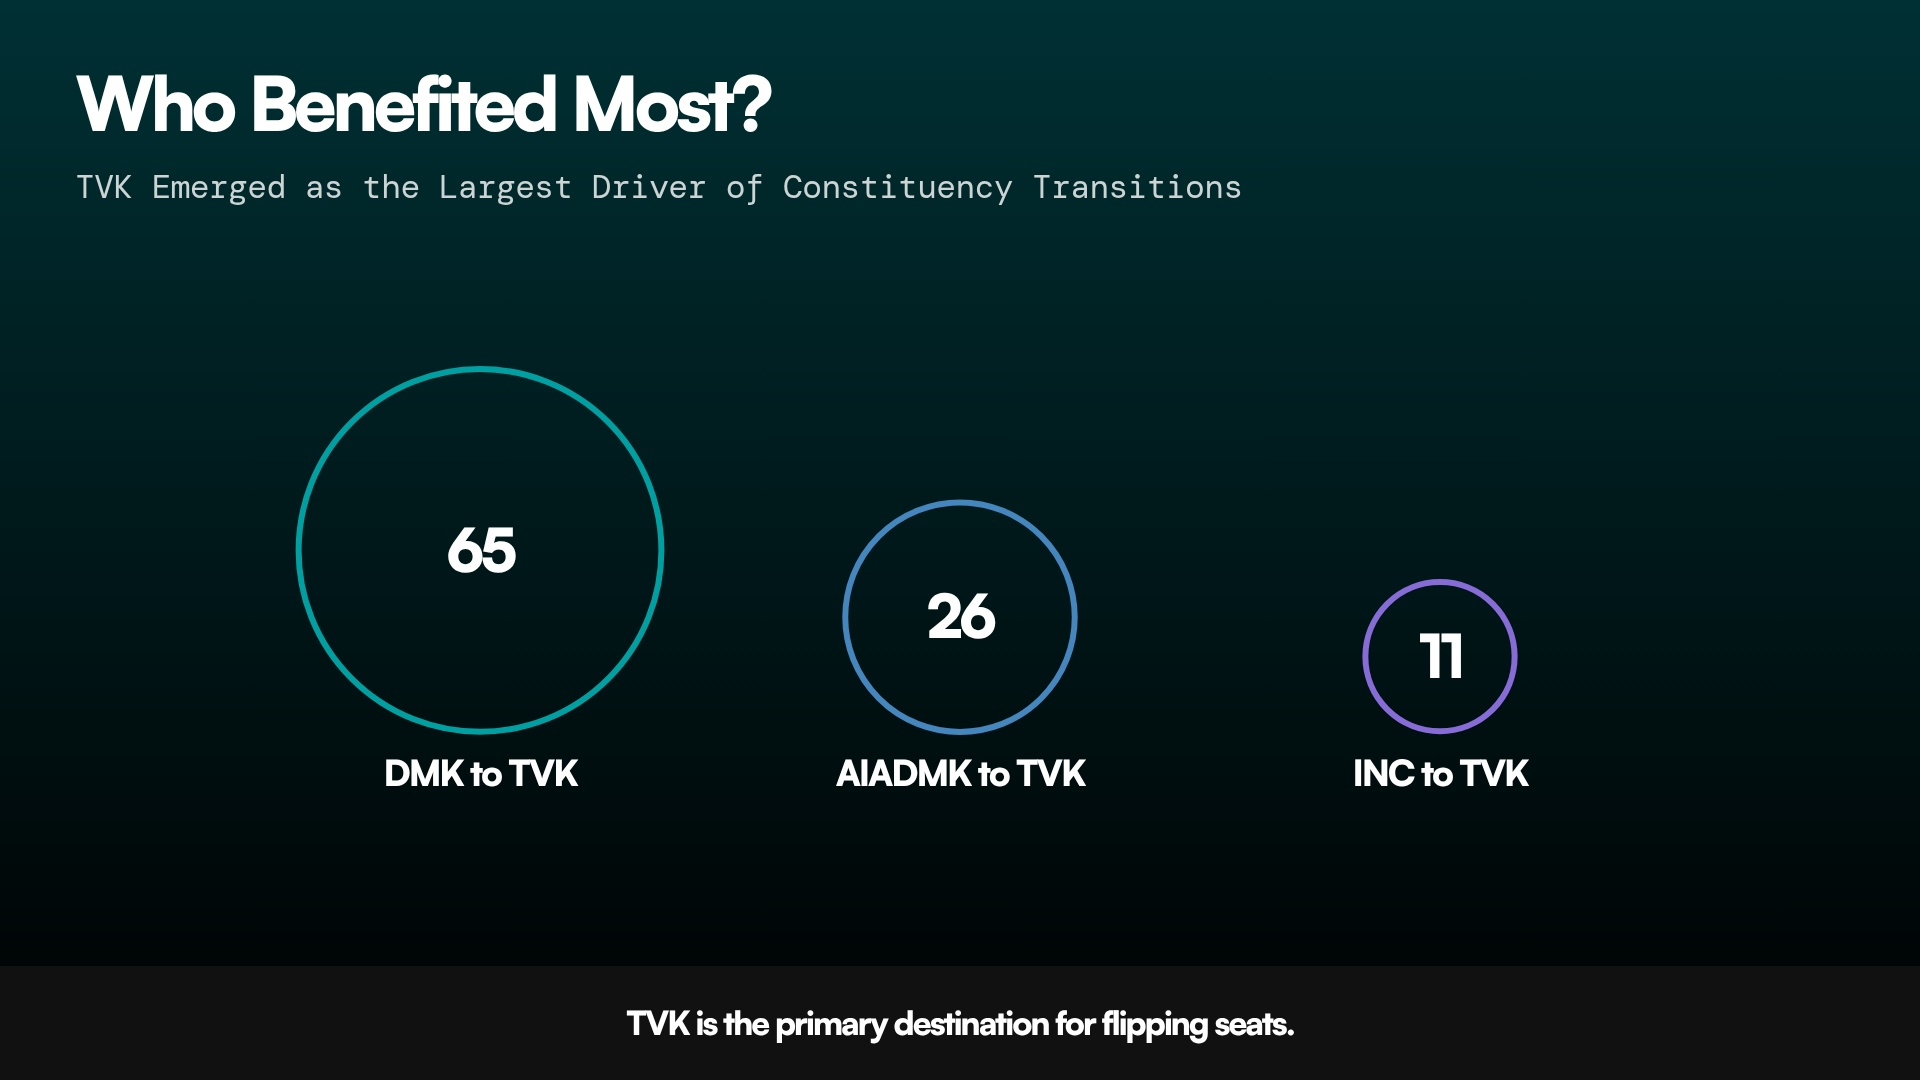 Who Benefited Most?
TVK Emerged as the Largest Driver of Constituency Transitions
65
26
11
DMK to TVK
AIADMK to TVK
INC to TVK
TVK is the primary destination for flipping seats.